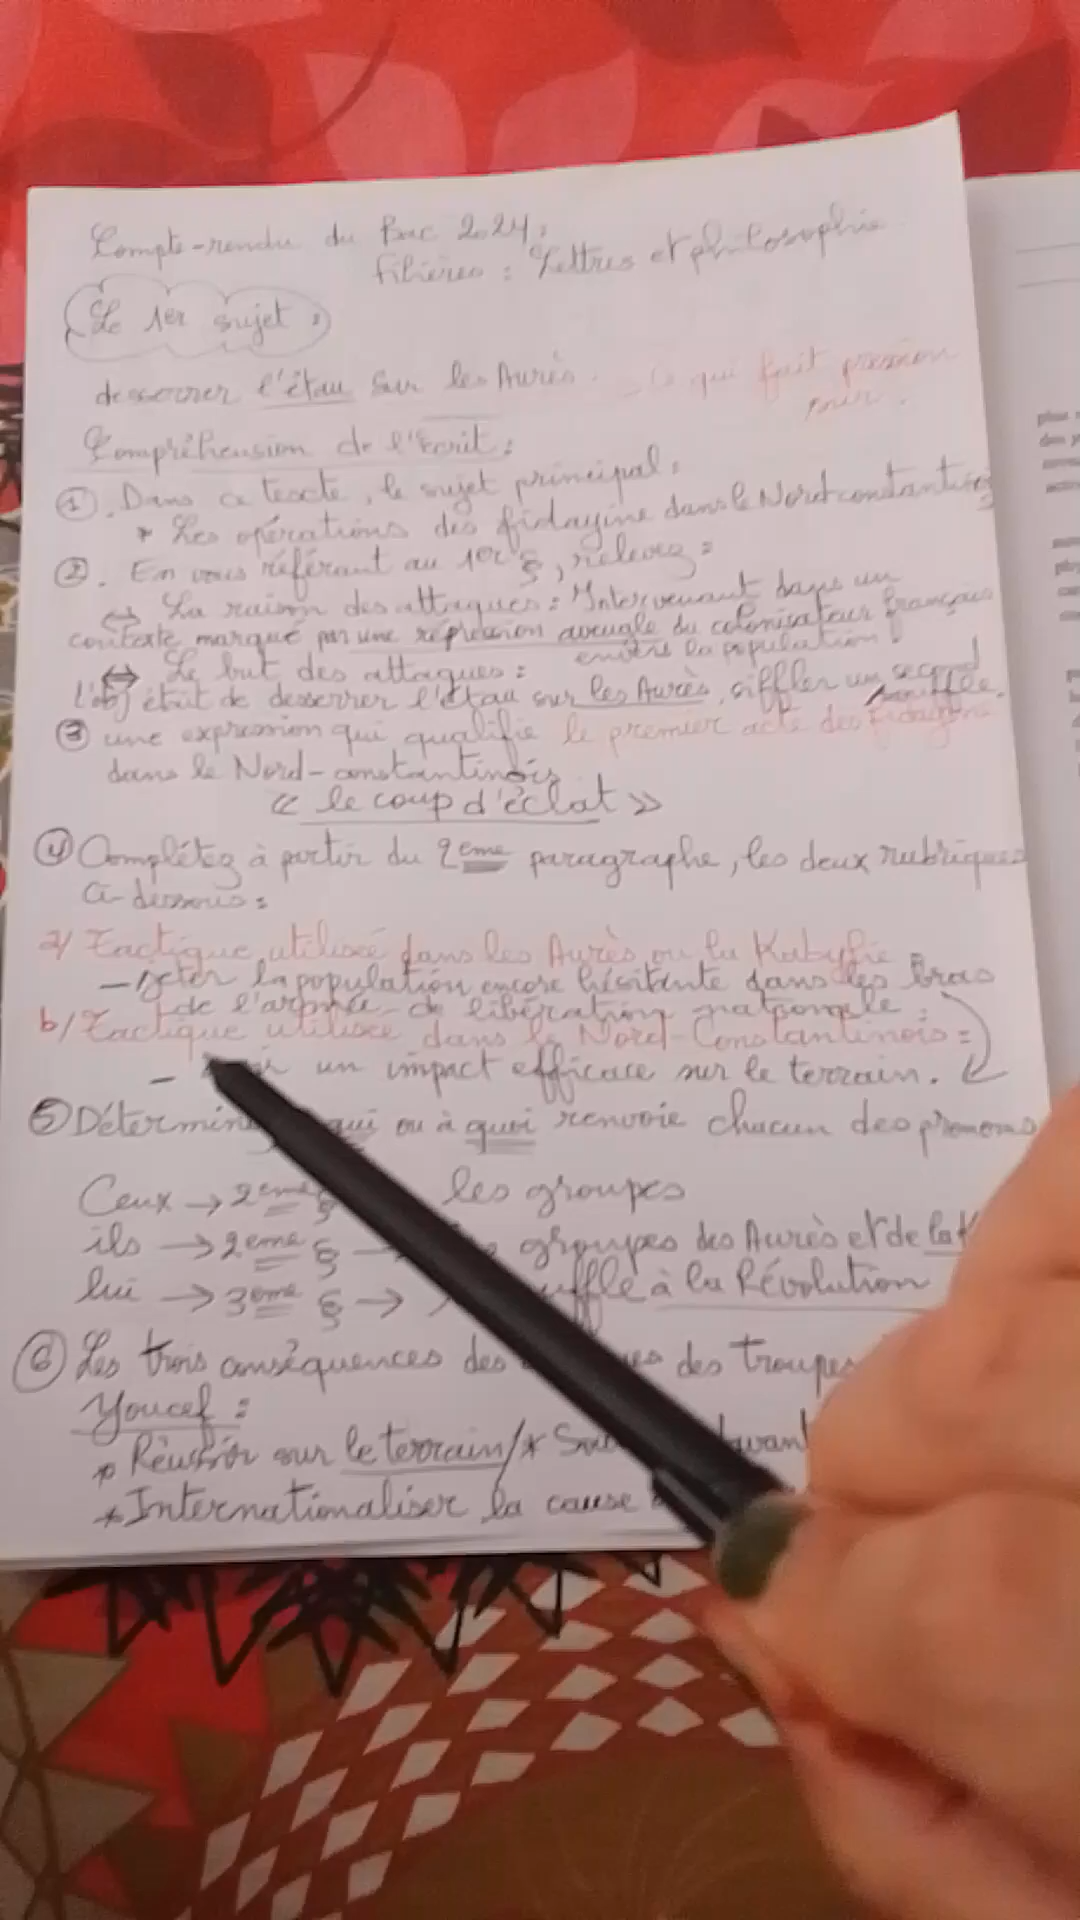 Compte-rendu du Bac 2024:
filières : Lettres et philosophie
Le 1er sujet :
desserrer l'étau sur les Aurès. Ce qui fait pression
sur.
Compréhension de l'écrit :
① . Dans ce texte, le sujet principal :
* Les opérations des fidayine dans le Nord constantinois
② . En vous référant au 1er §, relevez :
↔ La raison des attaques : Intervenant dans un
contexte marqué par une répression aveugle du colonisateur français
envers la population.
↔ Le but des attaques :
l'obj était de desserrer l'étau sur les Aurès, siffler un second
souffle.
③ une expression qui qualifie le premier acte des fidayine
dans le Nord-constantinois
« le coup d'éclat »
④ Complétez à partir du 2eme paragraphe, les deux rubriques
ci-dessous :
a/ Tactique utilisée dans les Aurès ou la Kabylie :
- jeter la population encore hésitante dans les bras
de l'armée de libération nationale.
b/ Tactique utilisée dans le Nord-Constantinois :
- un impact efficace sur le terrain.
⑤ Détermin qui ou à quoi renvoie chacun des pronoms
Ceux → 2eme § les groupes
ils → 2eme § → groupes des Aurès et de la K
lui → 3eme § → uffle à la Révolution
⑥ Les trois conséquences des des troupes
Youcef :
* Réussir sur le terrain / *
* Internationaliser la cause